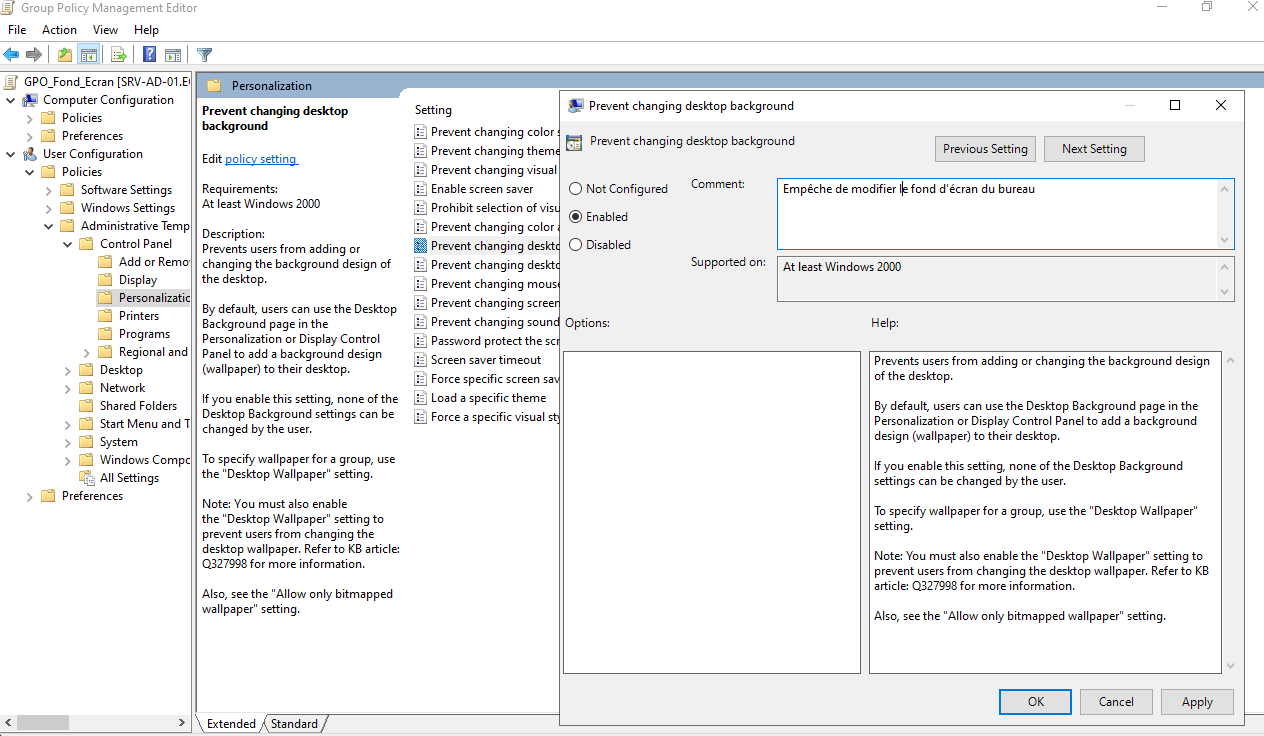 Group Policy Management Editor
File Action View Help
GPO_Fond_Ecran [SRV-AD-01.E
Computer Configuration
Policies
Preferences
User Configuration
Policies
Software Settings
Windows Settings
Administrative Temp
Control Panel
Add or Remo
Display
Personalizatio
Printers
Programs
Regional and
Desktop
Network
Shared Folders
Start Menu and T
System
Windows Compo
All Settings
Preferences
Personalization
Prevent changing desktop
background
Edit policy setting
Requirements:
At least Windows 2000
Description:
Prevents users from adding or
changing the background design of
the desktop.
By default, users can use the Desktop
Background page in the
Personalization or Display Control
Panel to add a background design
(wallpaper) to their desktop.
If you enable this setting, none of the
Desktop Background settings can be
changed by the user.
To specify wallpaper for a group, use
the "Desktop Wallpaper" setting.
Note: You must also enable
the "Desktop Wallpaper" setting to
prevent users from changing the
desktop wallpaper. Refer to KB article:
Q327998 for more information.
Also, see the "Allow only bitmapped
wallpaper" setting.
Setting
Prevent changing color s
Prevent changing theme
Prevent changing visual
Enable screen saver
Prohibit selection of visu
Prevent changing color a
Prevent changing deskto
Prevent changing deskto
Prevent changing mouse
Prevent changing screen
Prevent changing sound
Password protect the scr
Screen saver timeout
Force specific screen sav
Load a specific theme
Force a specific visual sty
Extended Standard
Prevent changing desktop background
Prevent changing desktop background
Previous Setting Next Setting
Not Configured
Enabled
Disabled
Comment:
Empêche de modifier le fond d'écran du bureau
Supported on:
At least Windows 2000
Options:
Help:
Prevents users from adding or changing the background design
of the desktop.
By default, users can use the Desktop Background page in the
Personalization or Display Control Panel to add a background
design (wallpaper) to their desktop.
If you enable this setting, none of the Desktop Background
settings can be changed by the user.
To specify wallpaper for a group, use the "Desktop Wallpaper"
setting.
Note: You must also enable the "Desktop Wallpaper" setting to
prevent users from changing the desktop wallpaper. Refer to KB
article: Q327998 for more information.
Also, see the "Allow only bitmapped wallpaper" setting.
OK Cancel Apply